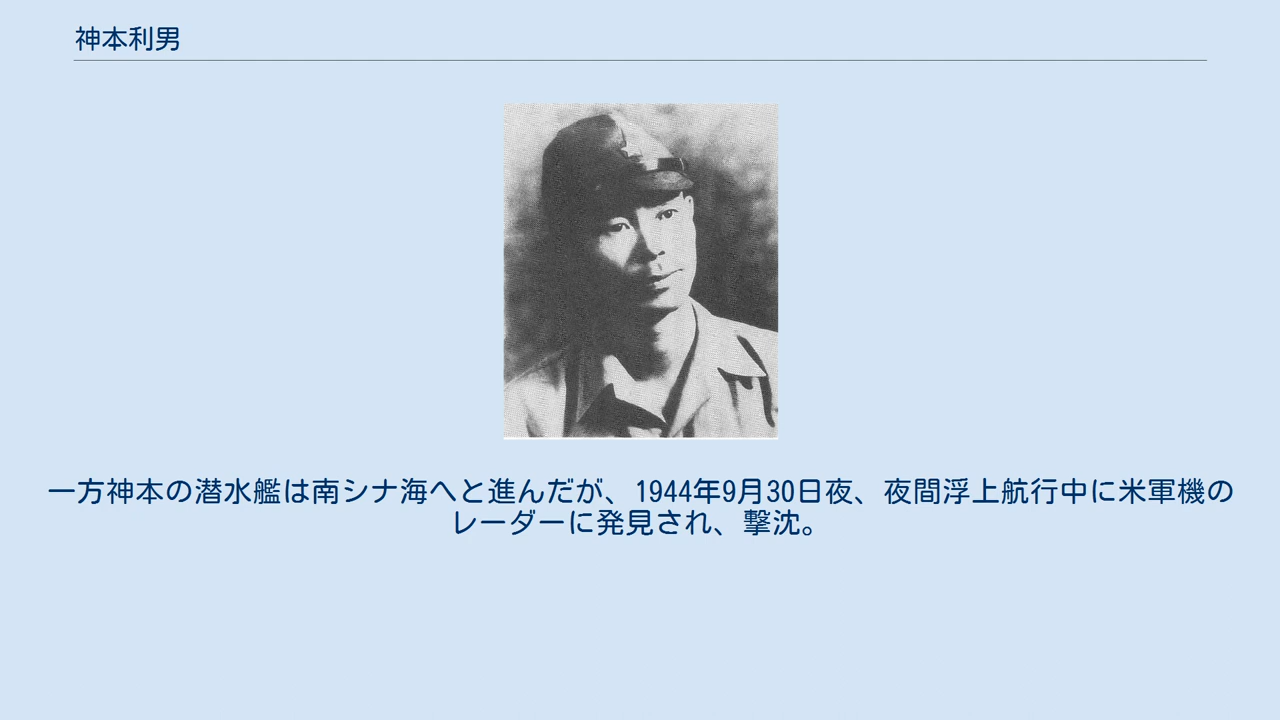 神本利男
一方神本の潜水艦は南シナ海へと進んだが、1944年9月30日夜、夜間浮上航行中に米軍機の
レーダーに発見され、撃沈。